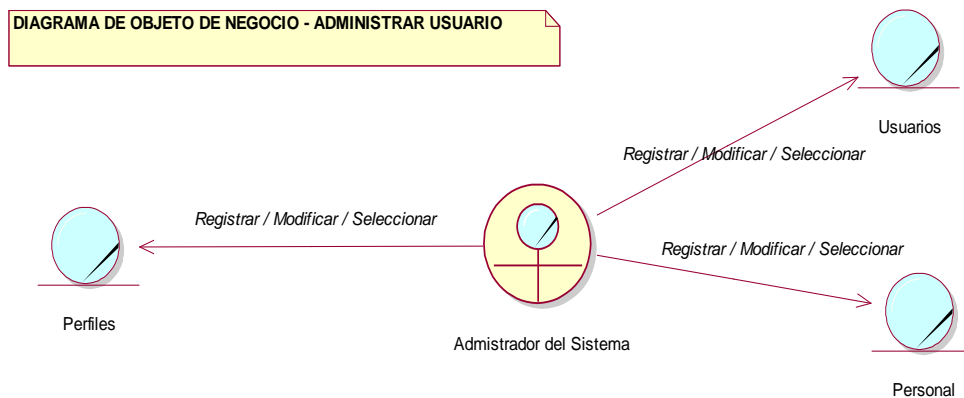 DIAGRAMA DE OBJETO DE NEGOCIO - ADMINISTRAR USUARIO
Usuarios
Registrar / Modificar / Seleccionar
Registrar / Modificar / Seleccionar
Registrar / Modificar / Seleccionar
Perfiles
Admistrador del Sistema
Personal